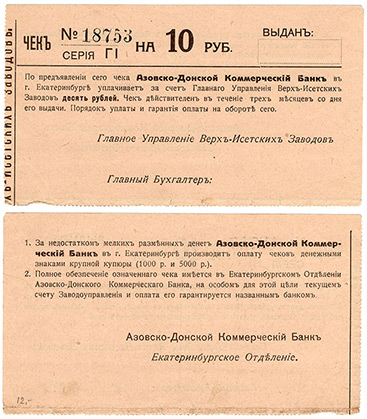 ЧЕКЪ № 18753 СЕРІЯ ГІ НА 10 РУБ. ВЫДАНЪ:
По предъявленіи сего чека Азовско-Донской Коммерческій Банкъ въ
г. Екатеринбургѣ уплачиваетъ за счетъ Главнаго Управленія Верхъ-Исетскихъ
Заводовъ десять рублей. Чекъ дѣйствителенъ въ теченіе трехъ мѣсяцевъ со дня
его выдачи. Порядокъ уплаты и гарантія оплаты на оборотѣ сего.
Главное Управленіе Верхъ-Исетскихъ Заводовъ
Главный Бухгалтеръ:
Хъ-Исетскихъ Заводовъ.
1. За недостаткомъ мелкихъ размѣнныхъ денегъ Азовско-Донской Коммер-
ческій Банкъ въ г. Екатеринбургѣ производитъ оплату чековъ денежными
знаками крупной купюры (1000 р. и 5000 р.).
2. Полное обезпеченіе означеннаго чека имѣется въ Екатеринбургскомъ Отдѣленіи
Азовско-Донского Коммерческаго Банка, на особомъ для этой цѣли текущемъ
счету Заводоуправленія и оплата его гарантируется названнымъ банкомъ.
Азовско-Донской Коммерческій Банкъ
Екатеринбургское Отдѣленіе.
12.-